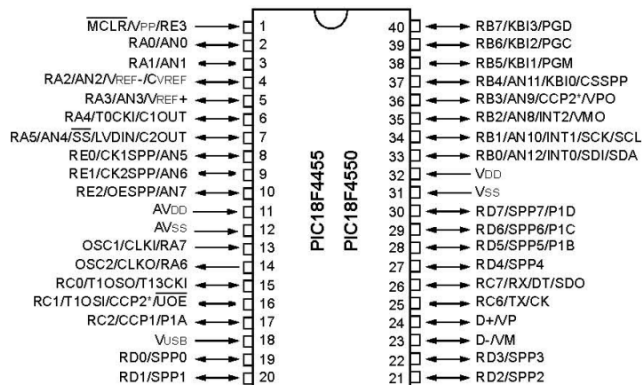 MCLR/VPP/RE3 1
RA0/AN0 2
RA1/AN1 3
RA2/AN2/VREF-/CVREF 4
RA3/AN3/VREF+ 5
RA4/T0CKI/C1OUT 6
RA5/AN4/SS/LVDIN/C2OUT 7
RE0/CK1SPP/AN5 8
RE1/CK2SPP/AN6 9
RE2/OESPP/AN7 10
AVDD 11
AVSS 12
OSC1/CLKI/RA7 13
OSC2/CLKO/RA6 14
RC0/T1OSO/T13CKI 15
RC1/T1OSI/CCP2*/UOE 16
RC2/CCP1/P1A 17
VUSB 18
RD0/SPP0 19
RD1/SPP1 20
PIC18F4455
PIC18F4550
40 RB7/KBI3/PGD
39 RB6/KBI2/PGC
38 RB5/KBI1/PGM
37 RB4/AN11/KBI0/CSSPP
36 RB3/AN9/CCP2*/VPO
35 RB2/AN8/INT2/VMO
34 RB1/AN10/INT1/SCK/SCL
33 RB0/AN12/INT0/SDI/SDA
32 VDD
31 VSS
30 RD7/SPP7/P1D
29 RD6/SPP6/P1C
28 RD5/SPP5/P1B
27 RD4/SPP4
26 RC7/RX/DT/SDO
25 RC6/TX/CK
24 D+/VP
23 D-/VM
22 RD3/SPP3
21 RD2/SPP2